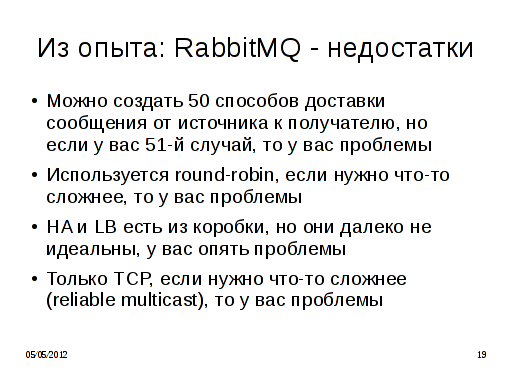 Из опыта: RabbitMQ - недостатки
• Можно создать 50 способов доставки
сообщения от источника к получателю, но
если у вас 51-й случай, то у вас проблемы
• Используется round-robin, если нужно что-то
сложнее, то у вас проблемы
• HA и LB есть из коробки, но они далеко не
идеальны, у вас опять проблемы
• Только TCP, если нужно что-то сложнее
(reliable multicast), то у вас проблемы
05/05/2012 19